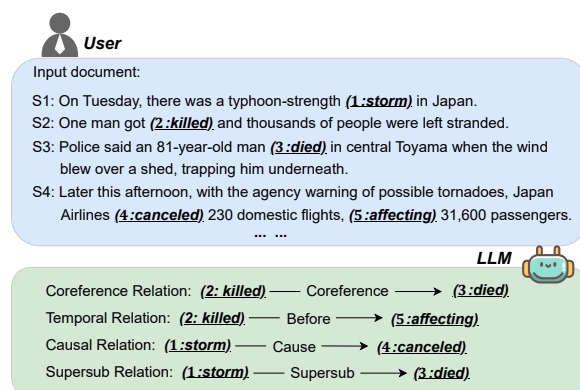 User
Input document:
S1: On Tuesday, there was a typhoon-strength (1:storm) in Japan.
S2: One man got (2:killed) and thousands of people were left stranded.
S3: Police said an 81-year-old man (3:died) in central Toyama when the wind
blew over a shed, trapping him underneath.
S4: Later this afternoon, with the agency warning of possible tornadoes, Japan
Airlines (4:canceled) 230 domestic flights, (5:affecting) 31,600 passengers.
... ...
LLM
Coreference Relation: (2: killed) Coreference (3:died)
Temporal Relation: (2: killed) Before (5:affecting)
Causal Relation: (1:storm) Cause (4:canceled)
Supersub Relation: (1:storm) Supersub (3:died)